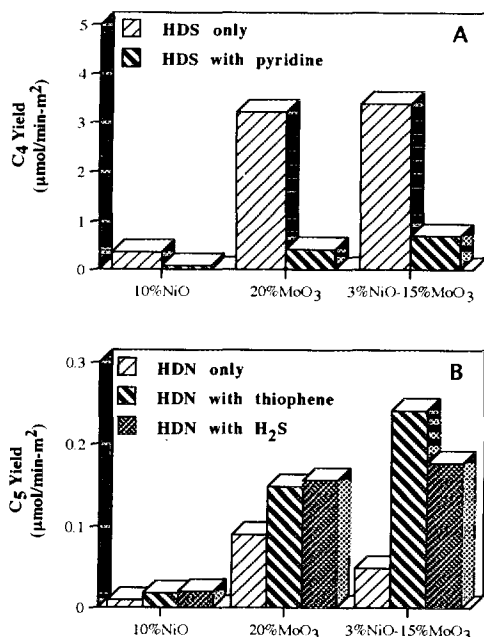 A
HDS only
HDS with pyridine
C4 Yield
(μmol/min-m²)
5
4
3
2
1
0
10%NiO
20%MoO₃
3%NiO-15%MoO₃
B
HDN only
HDN with thiophene
HDN with H₂S
C5 Yield
(μmol/min-m²)
0.3
0.2
0.1
0
10%NiO
20%MoO₃
3%NiO-15%MoO₃